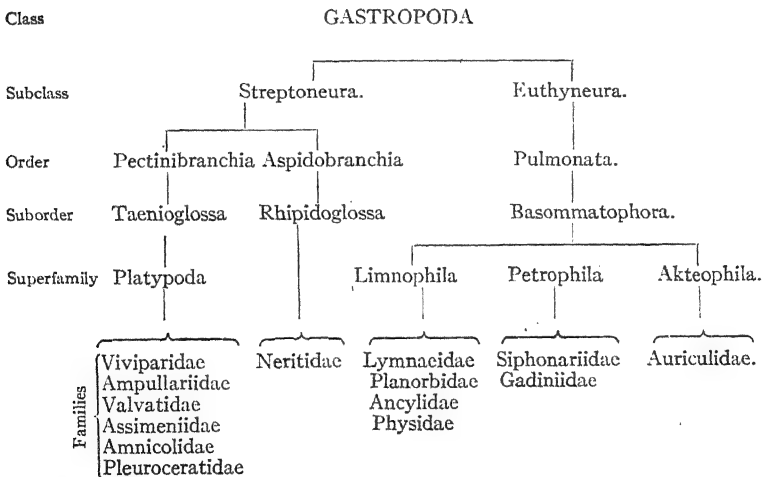 Class GASTROPODA
Subclass Streptoneura. Euthyneura.
Order Pectinibranchia Aspidobranchia Pulmonata.
Suborder Taenioglossa Rhipidoglossa Basommatophora.
Superfamily Platypoda Limnophila Petrophila Akteophila.
Families
Viviparidae Neritidae Lymnaeidae Siphonariidae Auriculidae.
Ampullariidae Planorbidae Gadiniidae
Valvatidae Ancylidae
Assimeniidae Physidae
Amnicolidae
Pleuroceratidae